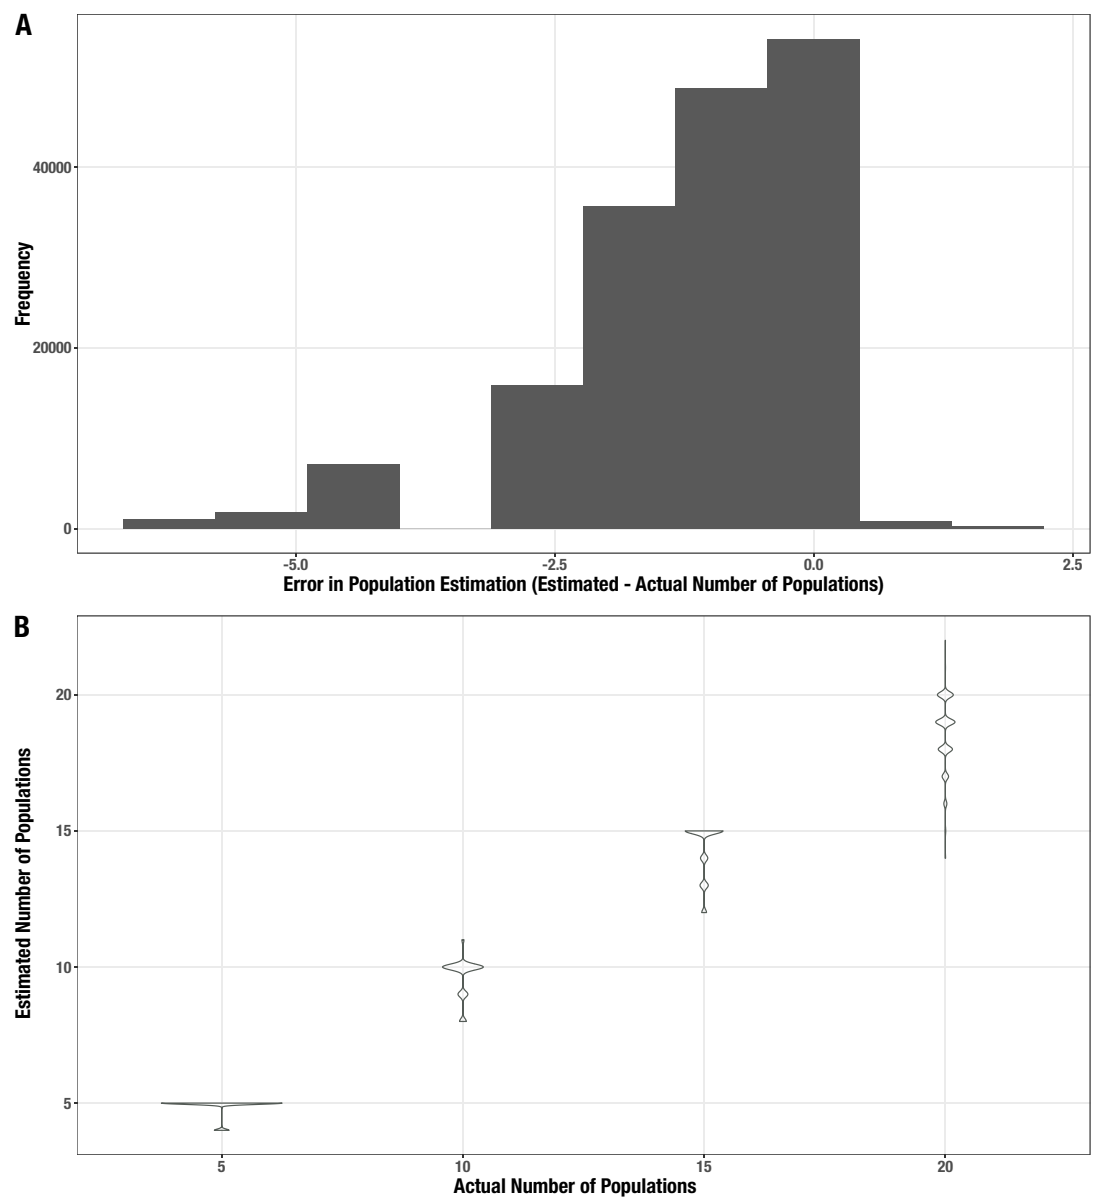 A
40000
20000
0
Frequency
-5.0
-2.5
0.0
2.5
Error in Population Estimation (Estimated - Actual Number of Populations)
B
20
15
10
5
Estimated Number of Populations
5
10
15
20
Actual Number of Populations